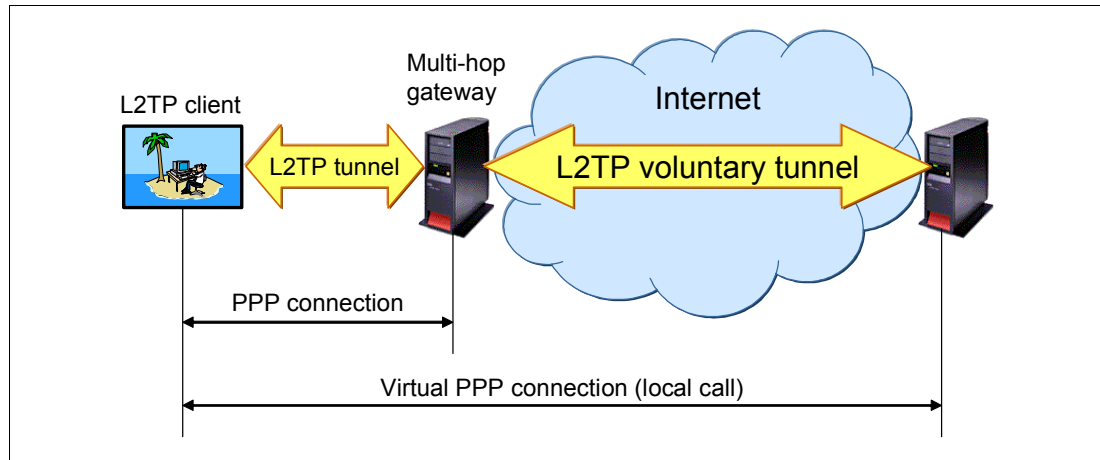 Multi-hop
gateway
Internet
L2TP client
L2TP tunnel
L2TP voluntary tunnel
PPP connection
Virtual PPP connection (local call)